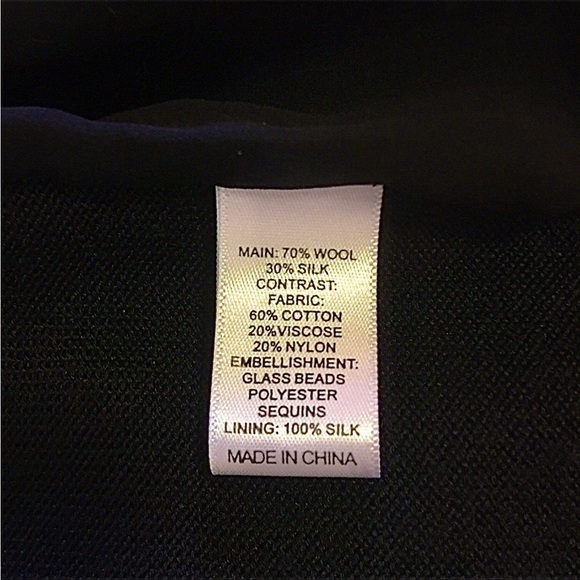 MAIN: 70% WOOL
30% SILK
CONTRAST:
FABRIC:
60% COTTON
20%VISCOSE
20% NYLON
EMBELLISHMENT:
GLASS BEADS
POLYESTER
SEQUINS
LINING: 100% SILK
MADE IN CHINA